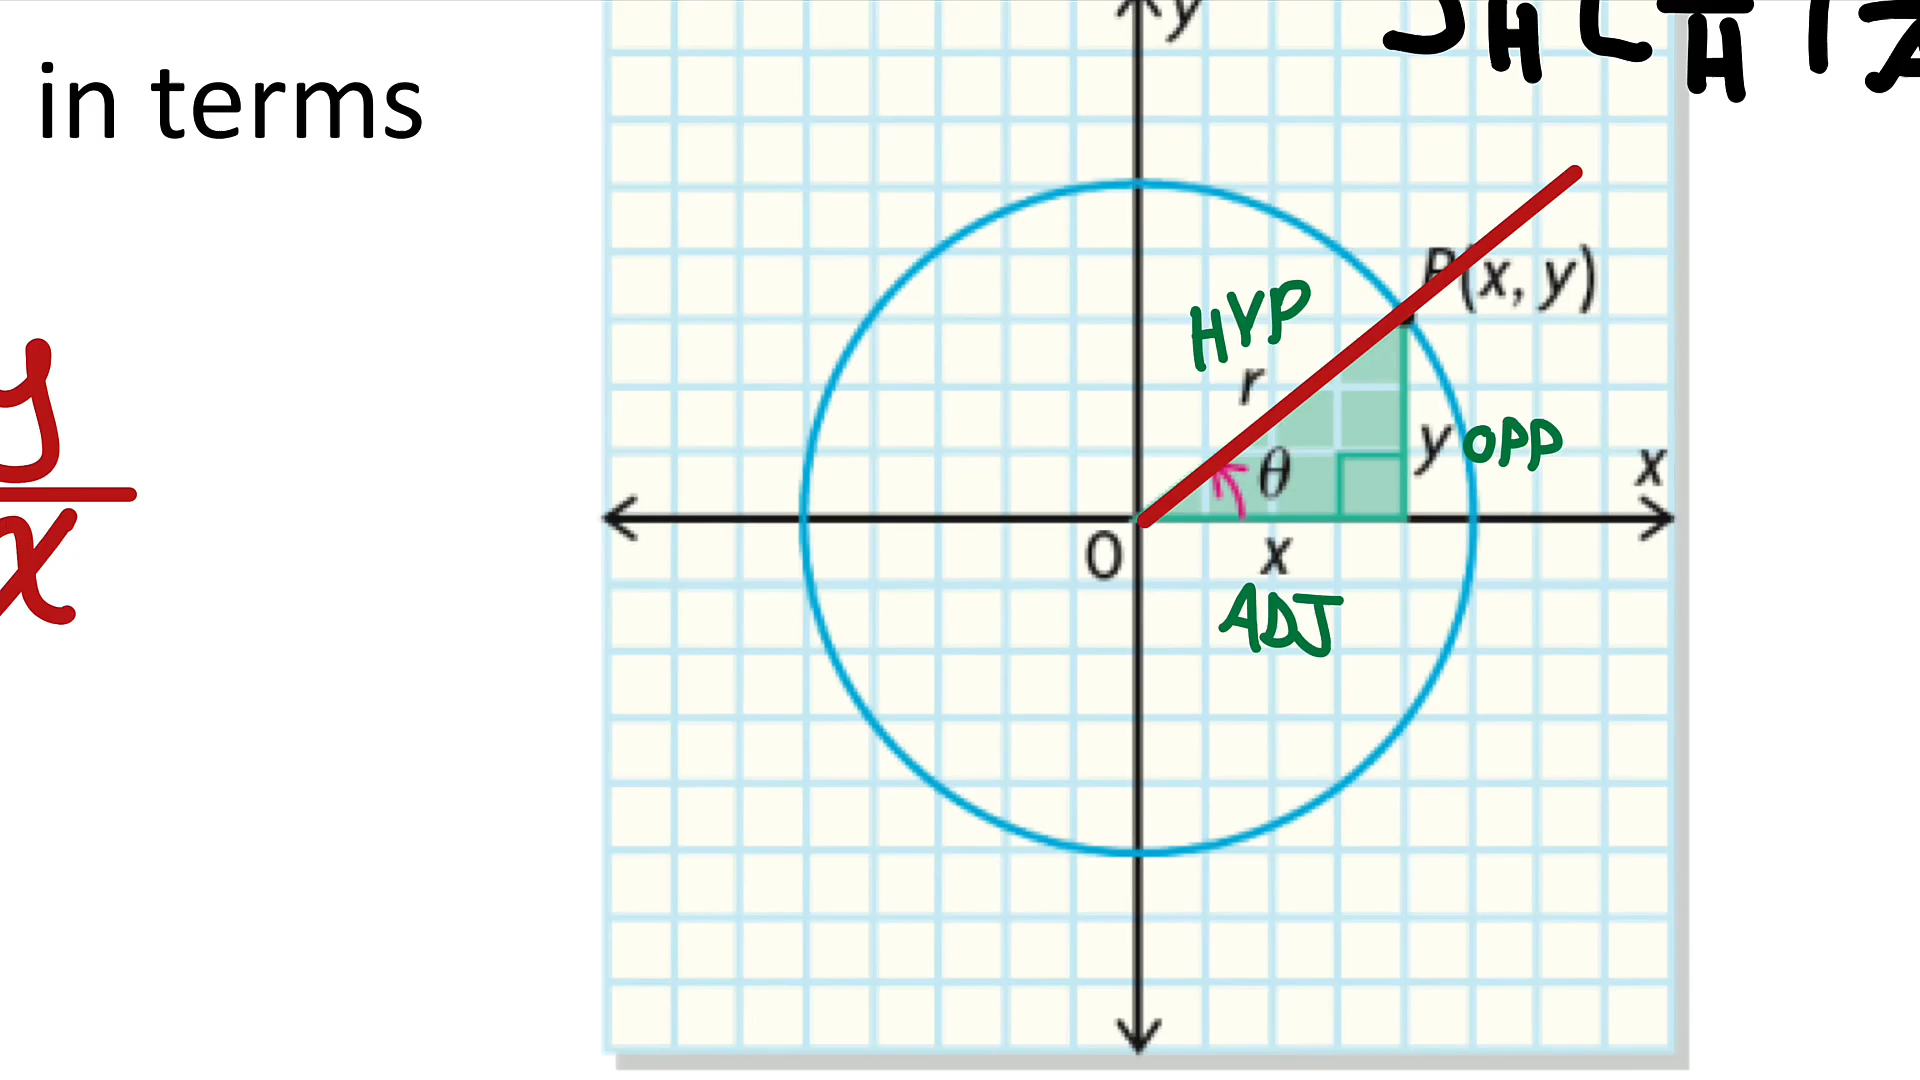 y
in terms
P(x, y)
HYP
r
y
x
y OPP
θ
x
O
x
ADJ